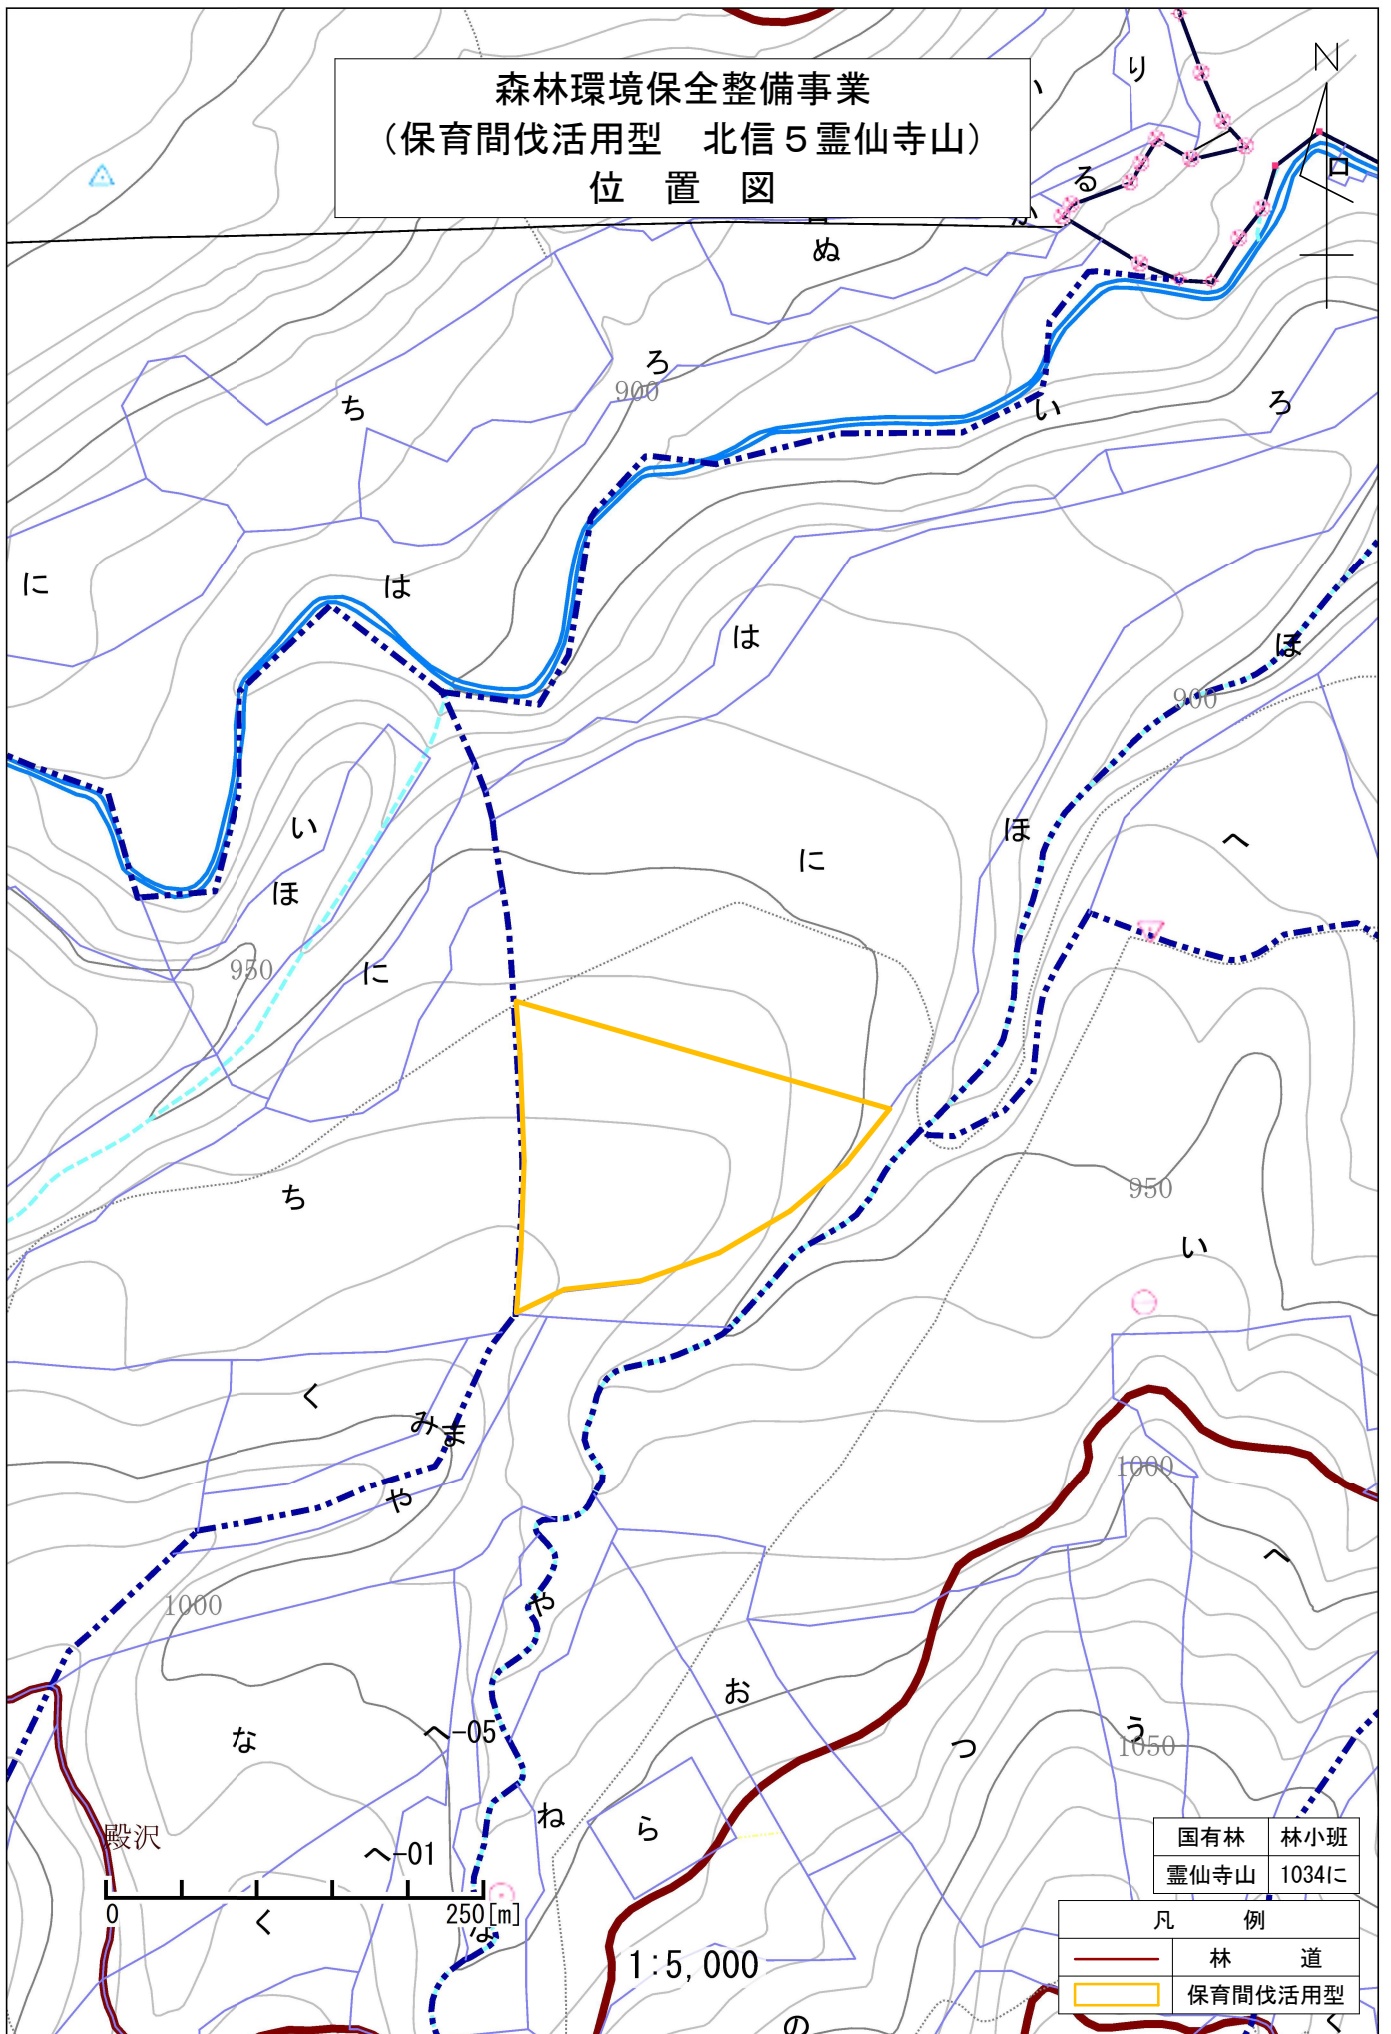 森林環境保全整備事業
（保育間伐活用型　北信５霊仙寺山）
位　置　図
N
り
る
ロ
ぬ
ろ
900
ち
い
ろ
に
は
は
ほ
900
い
ほ
に
ほ
へ
950
に
ち
950
い
く
みま
や
1000
へ
1000
や
お
な
へ-05
つ
う
1050
ね
ら
殿沢
へ-01
国有林 林小班
霊仙寺山 1034に
0 250[m]
く
な
1:5,000
凡　例
林　道
保育間伐活用型
の
く